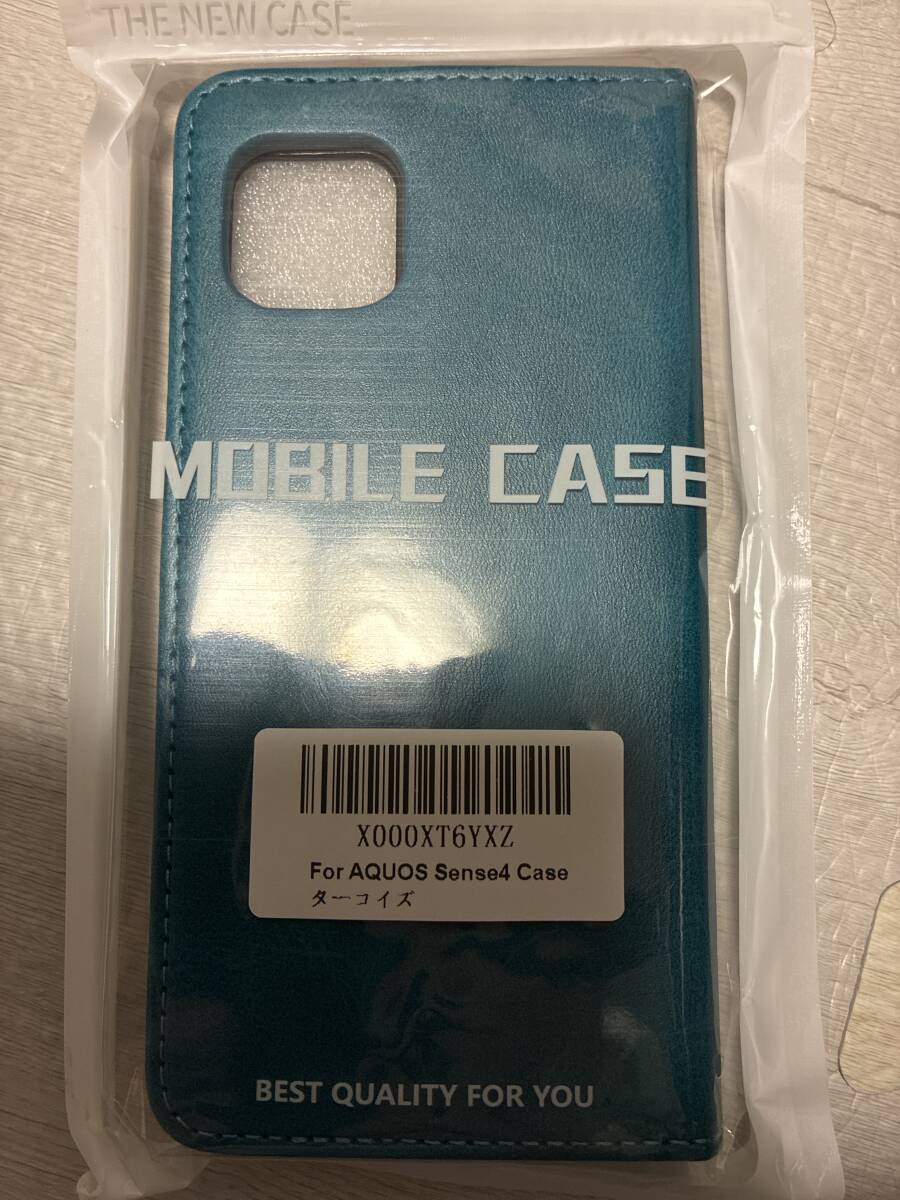 THE NEW CASE
MOBILE CASE
X000XT6YXZ
For AQUOS Sense4 Case
ターコイズ
BEST QUALITY FOR YOU